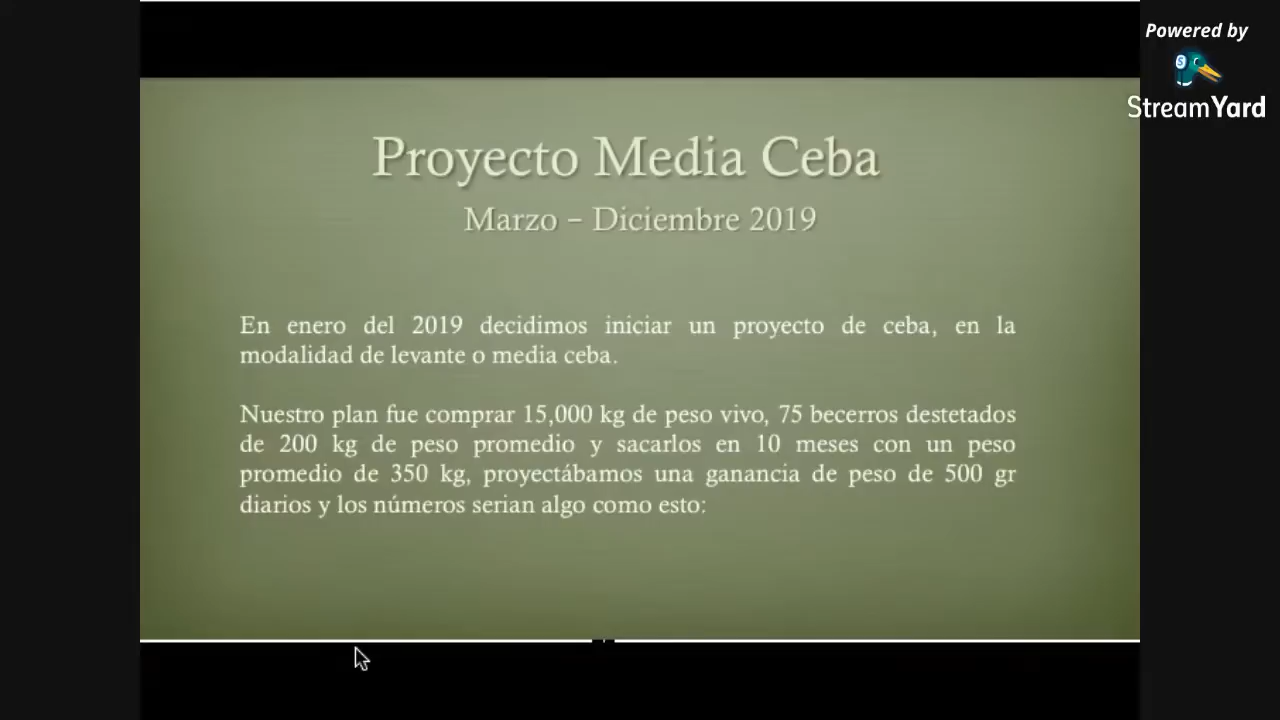 Powered by
StreamYard
Proyecto Media Ceba
Marzo – Diciembre 2019
En enero del 2019 decidimos iniciar un proyecto de ceba, en la
modalidad de levante o media ceba.
Nuestro plan fue comprar 15,000 kg de peso vivo, 75 becerros destetados
de 200 kg de peso promedio y sacarlos en 10 meses con un peso
promedio de 350 kg, proyectábamos una ganancia de peso de 500 gr
diarios y los números serian algo como esto: